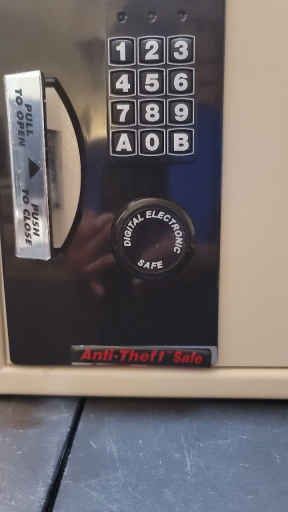 1 2 3
4 5 6
7 8 9
A 0 B
PULL
TO OPEN
PUSH
TO CLOSE
DIGITAL ELECTRONIC
SAFE
Anti-Theft Safe